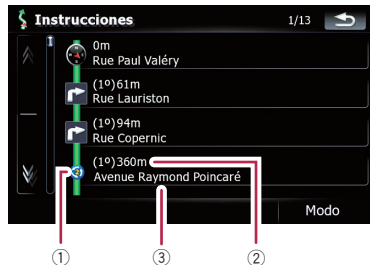 Instrucciones 1/13
0m
Rue Paul Valéry
(1º)61m
Rue Lauriston
(1º)94m
Rue Copernic
(1º)360m
Avenue Raymond Poincaré
Modo
① ③ ②